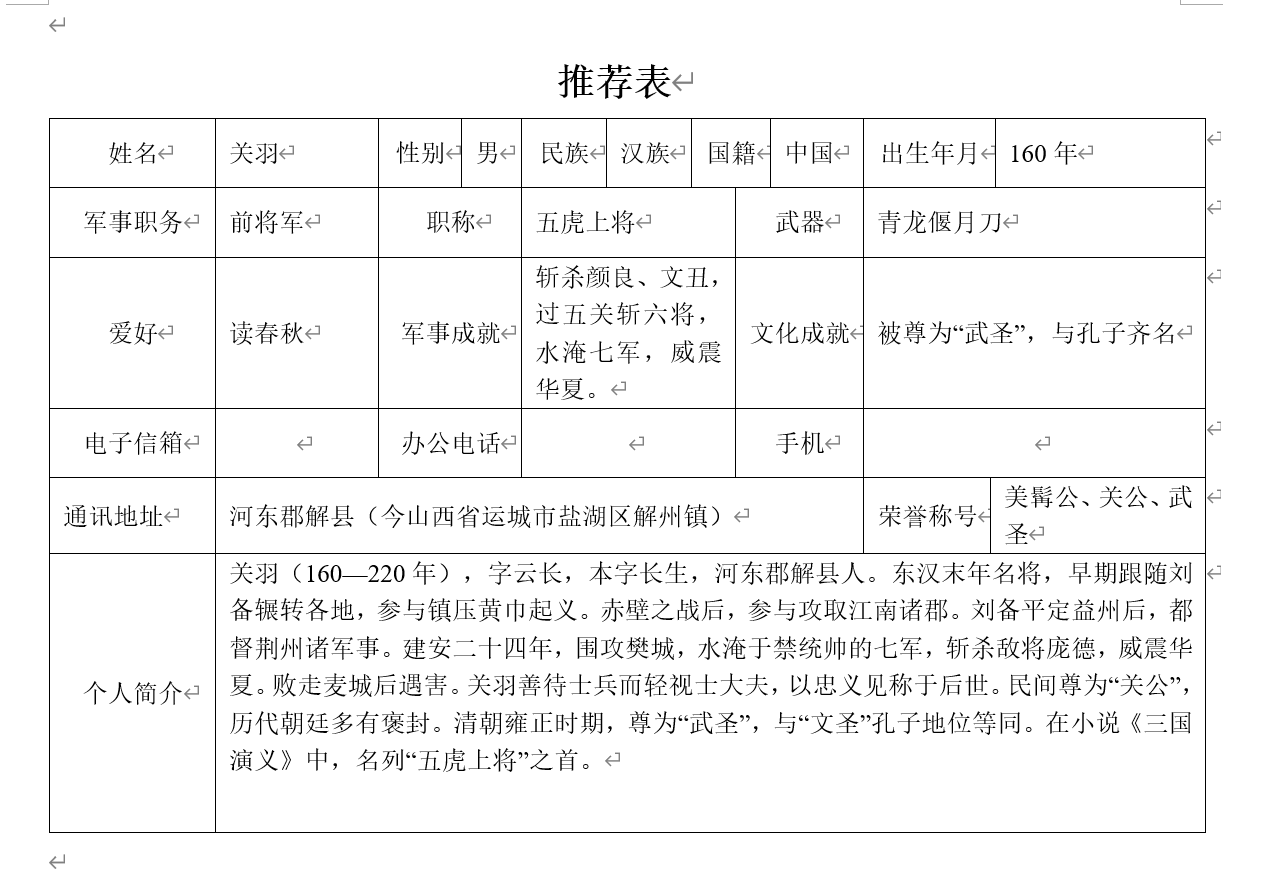 推荐表
姓名 关羽 性别 男 民族 汉族 国籍 中国 出生年月 160 年
军事职务 前将军 职称 五虎上将 武器 青龙偃月刀
爱好 读春秋 军事成就
斩杀颜良、文丑，
过五关斩六将，
水淹七军，威震
华夏。
文化成就 被尊为“武圣”，与孔子齐名
电子信箱 办公电话 手机
通讯地址 河东郡解县（今山西省运城市盐湖区解州镇） 荣誉称号
美髯公、关公、武
圣
个人简介
关羽（160—220 年），字云长，本字长生，河东郡解县人。东汉末年名将，早期跟随刘
备辗转各地，参与镇压黄巾起义。赤壁之战后，参与攻取江南诸郡。刘备平定益州后，都
督荆州诸军事。建安二十四年，围攻樊城，水淹于禁统帅的七军，斩杀敌将庞德，威震华
夏。败走麦城后遇害。关羽善待士兵而轻视士大夫，以忠义见称于后世。民间尊为“关公”，
历代朝廷多有褒封。清朝雍正时期，尊为“武圣”，与“文圣”孔子地位等同。在小说《三国
演义》中，名列“五虎上将”之首。